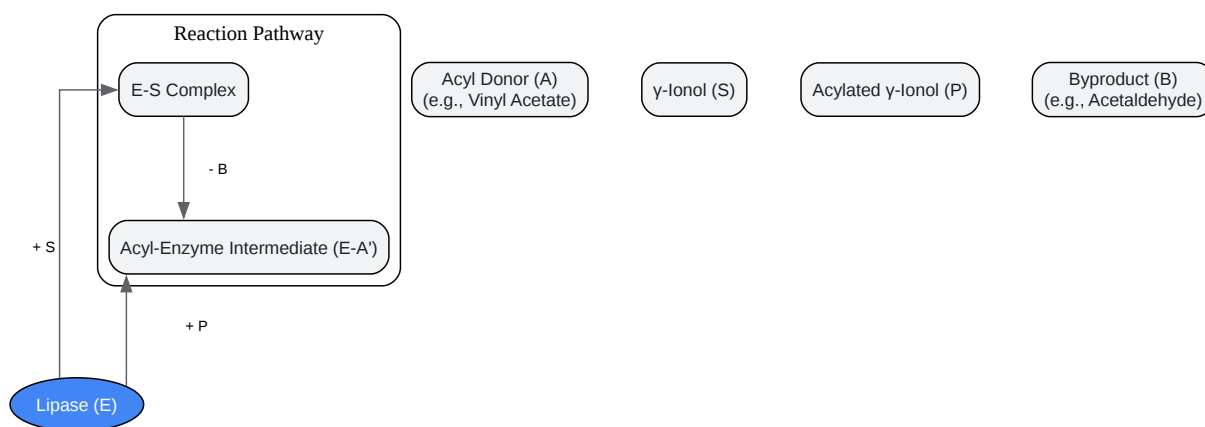 Reaction Pathway
E-S Complex
Acyl Donor (A)
(e.g., Vinyl Acetate)
γ-Ionol (S)
Acylated γ-Ionol (P)
Byproduct (B)
(e.g., Acetaldehyde)
- B
+ S
Acyl-Enzyme Intermediate (E-A')
+ P
Lipase (E)